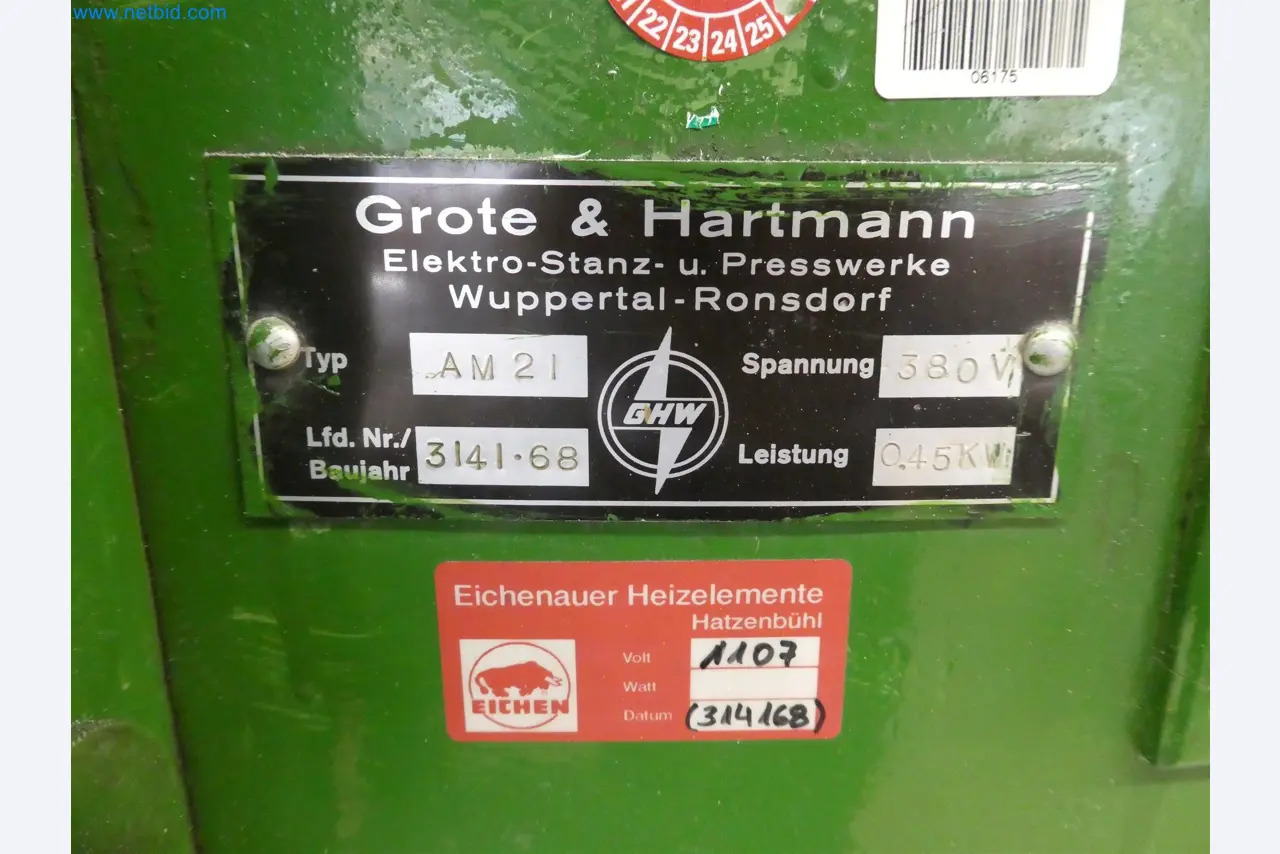 www.netbid.com
22 23 24 25
06175
Grote & Hartmann
Elektro-Stanz- u. Presswerke
Wuppertal-Ronsdorf
Typ AM 21
Spannung 380 V
GHW
Lfd. Nr./
Baujahr 3141·68
Leistung 0.45 KW
Eichenauer Heizelemente
Hatzenbühl
Volt 1107
Watt
Datum (314168)
EICHEN